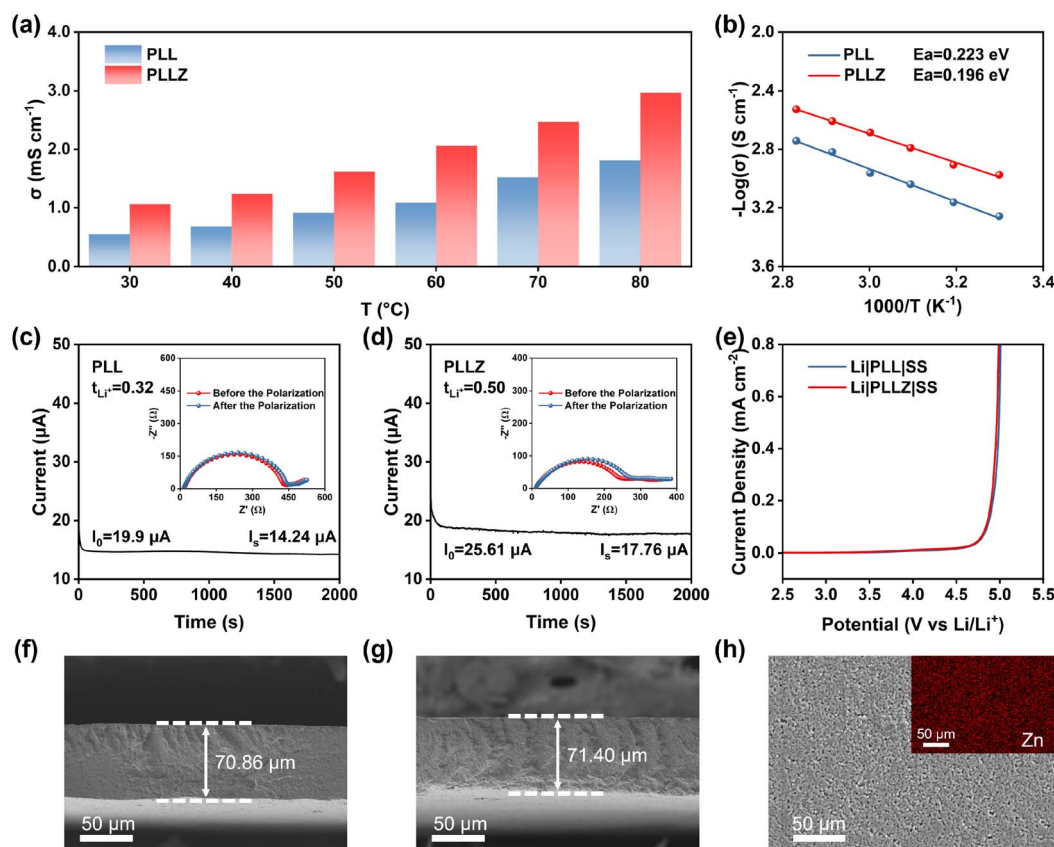 (a)
4.0
3.0
2.0
1.0
0.0
σ (mS cm⁻¹)
PLL
PLLZ
30 40 50 60 70 80
T (°C)
(b)
2.0
2.4
2.8
3.2
3.6
-Log(σ) (S cm⁻¹)
PLL Ea=0.223 eV
PLLZ Ea=0.196 eV
2.8 3.0 3.2 3.4
1000/T (K⁻¹)
(c)
50
40
30
20
10
Current (μA)
PLL
t_Li⁺=0.32
600
450
300
150
0
-Z'' (Ω)
Before the Polarization
After the Polarization
0 150 300 450 600
Z' (Ω)
I₀=19.9 μA
Iₛ=14.24 μA
0 500 1000 1500 2000
Time (s)
(d)
50
40
30
20
10
Current (μA)
PLLZ
t_Li⁺=0.50
400
300
200
100
0
-Z'' (Ω)
Before the Polarization
After the Polarization
0 100 200 300 400
Z' (Ω)
I₀=25.61 μA
Iₛ=17.76 μA
0 500 1000 1500 2000
Time (s)
(e)
0.8
0.6
0.4
0.2
0.0
Current Density (mA cm⁻²)
Li|PLL|SS
Li|PLLZ|SS
2.5 3.0 3.5 4.0 4.5 5.0 5.5
Potential (V vs Li/Li⁺)
(f)
70.86 μm
50 μm
(g)
71.40 μm
50 μm
(h)
50 μm
Zn
50 μm